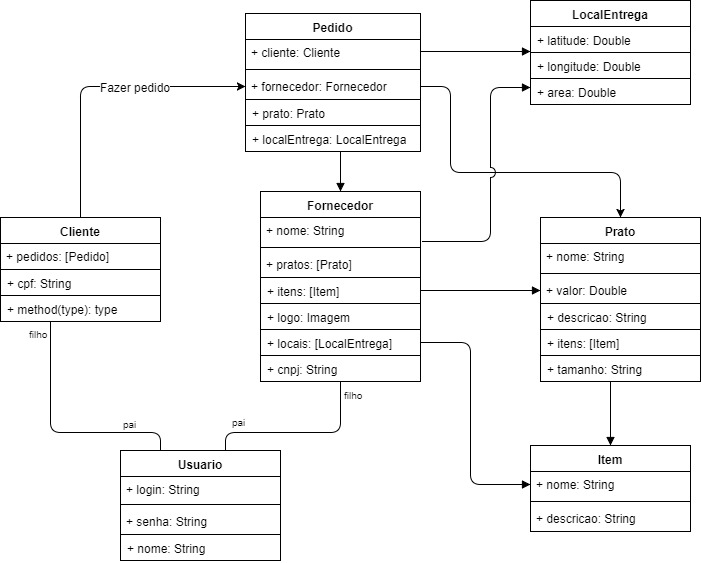 Pedido
+ cliente: Cliente
+ fornecedor: Fornecedor
+ prato: Prato
+ localEntrega: LocalEntrega
LocalEntrega
+ latitude: Double
+ longitude: Double
+ area: Double
Fazer pedido
Fornecedor
+ nome: String
+ pratos: [Prato]
+ itens: [Item]
+ logo: Imagem
+ locais: [LocalEntrega]
+ cnpj: String
Cliente
+ pedidos: [Pedido]
+ cpf: String
+ method(type): type
Prato
+ nome: String
+ valor: Double
+ descricao: String
+ itens: [Item]
+ tamanho: String
filho
pai
pai
filho
Usuario
+ login: String
+ senha: String
+ nome: String
Item
+ nome: String
+ descricao: String